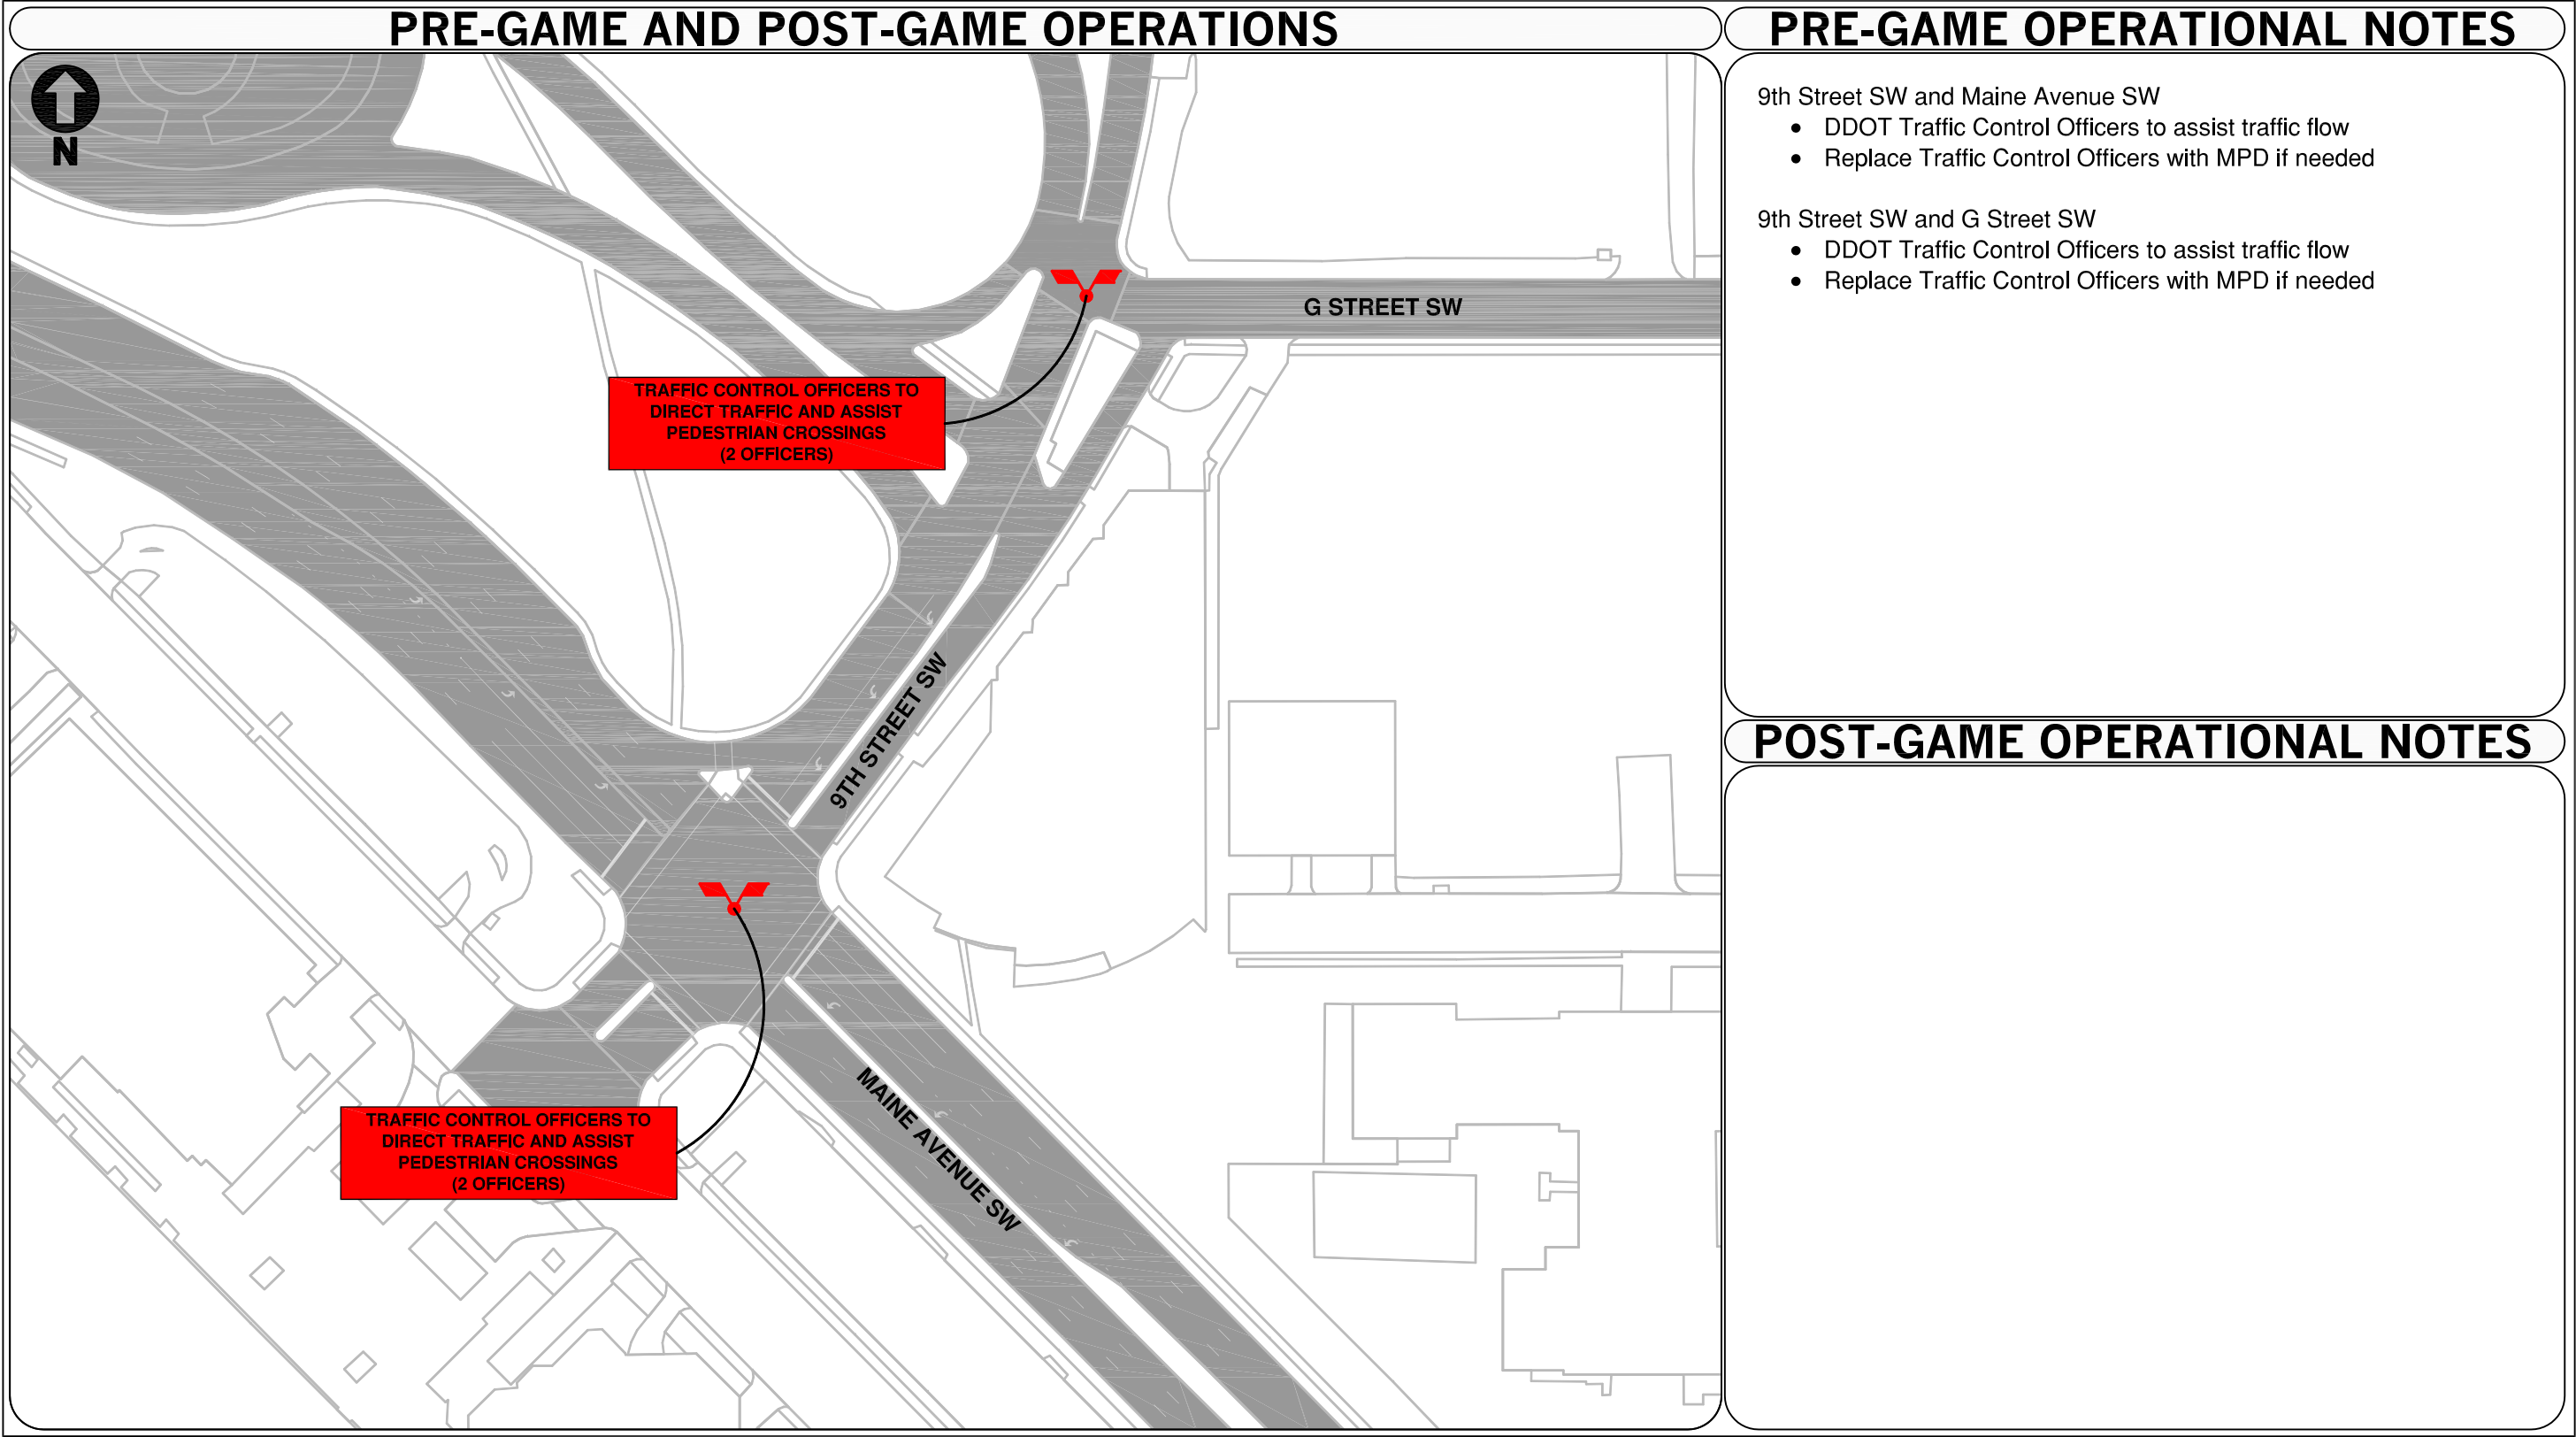 PRE-GAME AND POST-GAME OPERATIONS
N
G STREET SW
TRAFFIC CONTROL OFFICERS TO
DIRECT TRAFFIC AND ASSIST
PEDESTRIAN CROSSINGS
(2 OFFICERS)
9TH STREET SW
MAINE AVENUE SW
TRAFFIC CONTROL OFFICERS TO
DIRECT TRAFFIC AND ASSIST
PEDESTRIAN CROSSINGS
(2 OFFICERS)
PRE-GAME OPERATIONAL NOTES
9th Street SW and Maine Avenue SW
• DDOT Traffic Control Officers to assist traffic flow
• Replace Traffic Control Officers with MPD if needed
9th Street SW and G Street SW
• DDOT Traffic Control Officers to assist traffic flow
• Replace Traffic Control Officers with MPD if needed
POST-GAME OPERATIONAL NOTES